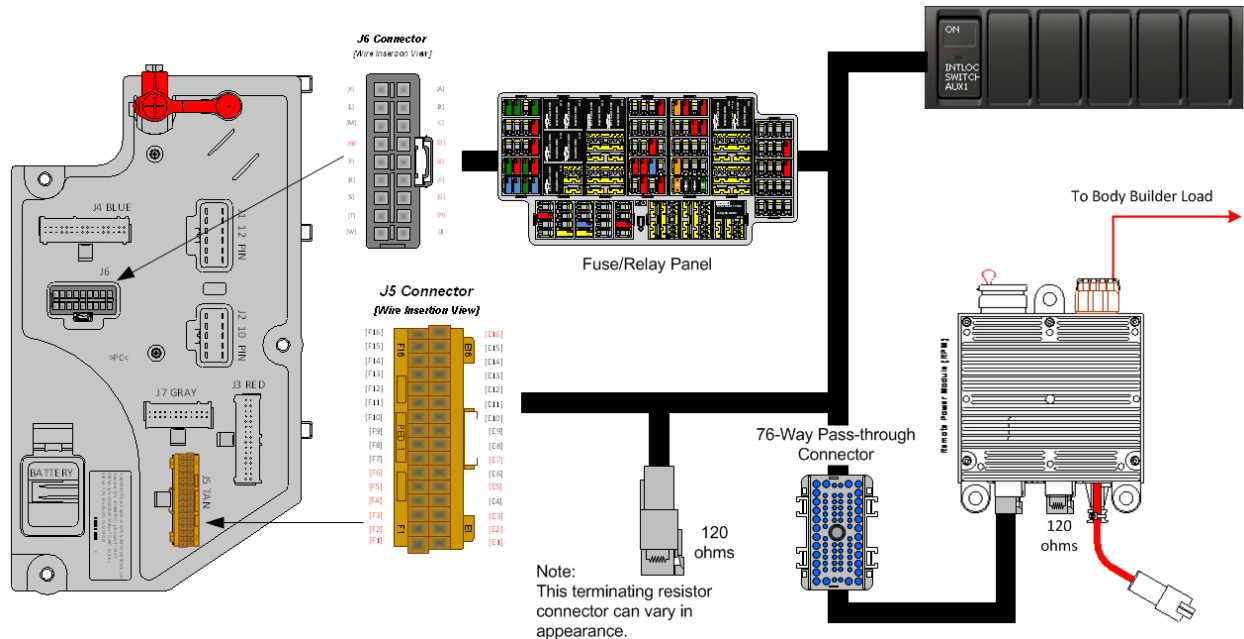 J6 Connector
[Wire Insertion View]
[K]
[L]
[M]
[N]
[P]
[R]
[S]
[T]
[W]
[A]
[B]
[C]
[D]
[E]
[F]
[G]
[H]
[J]
ON
INTLOC
SWITCH
AUX1
Fuse/Relay Panel
To Body Builder Load
J4 BLUE
J1 12 PIN
J6
J2 10 PIN
>PC<
J7 GRAY
J3 RED
BATTERY
J5 TAN
J5 Connector
[Wire Insertion View]
[F16]
[F15]
[F14]
[F13]
[F12]
[F11]
[F10]
[F9]
[F8]
[F7]
[F6]
[F5]
[F4]
[F3]
[F2]
[F1]
F16
F1
E16
E1
[E16]
[E15]
[E14]
[E13]
[E12]
[E11]
[E10]
[E9]
[E8]
[E7]
[E6]
[E5]
[E4]
[E3]
[E2]
[E1]
120
ohms
Note:
This terminating resistor
connector can vary in
appearance.
76-Way Pass-through
Connector
Remote Power Module [RPM]
120
ohms